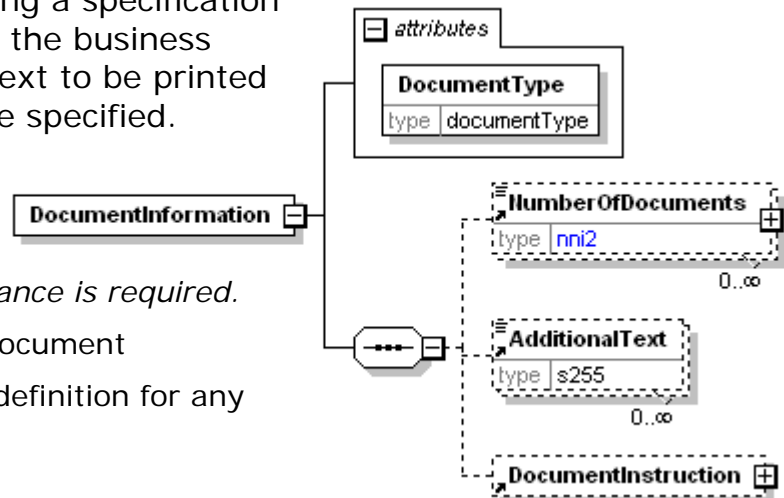 ng a specification
the business
ext to be printed
e specified.
attributes
DocumentType
type documentType
DocumentInformation
NumberOfDocuments
type nni2
0..∞
ance is required.
ocument
definition for any
AdditionalText
type s255
0..∞
DocumentInstruction